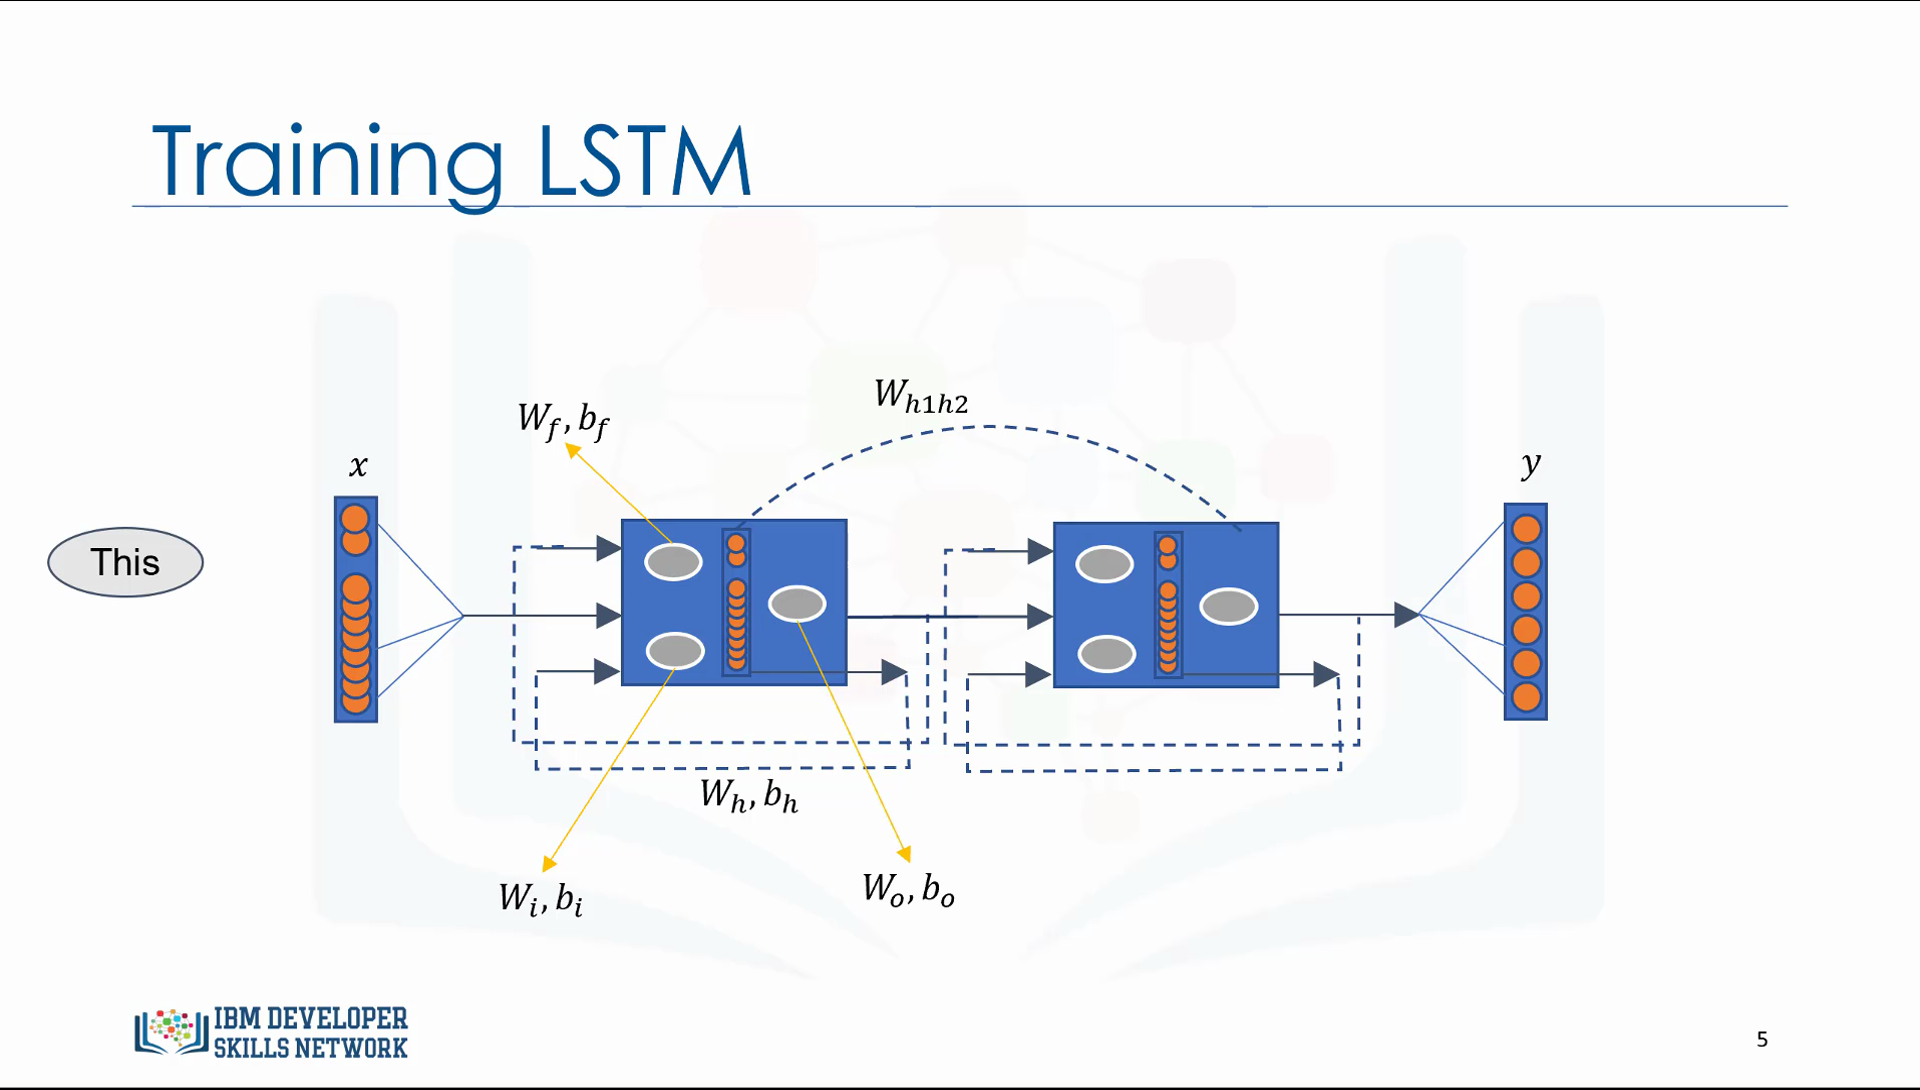 Training LSTM
W_{h1h2}
W_f, b_f
x
y
This
W_h, b_h
W_i, b_i
W_o, b_o
IBM DEVELOPER
SKILLS NETWORK
5